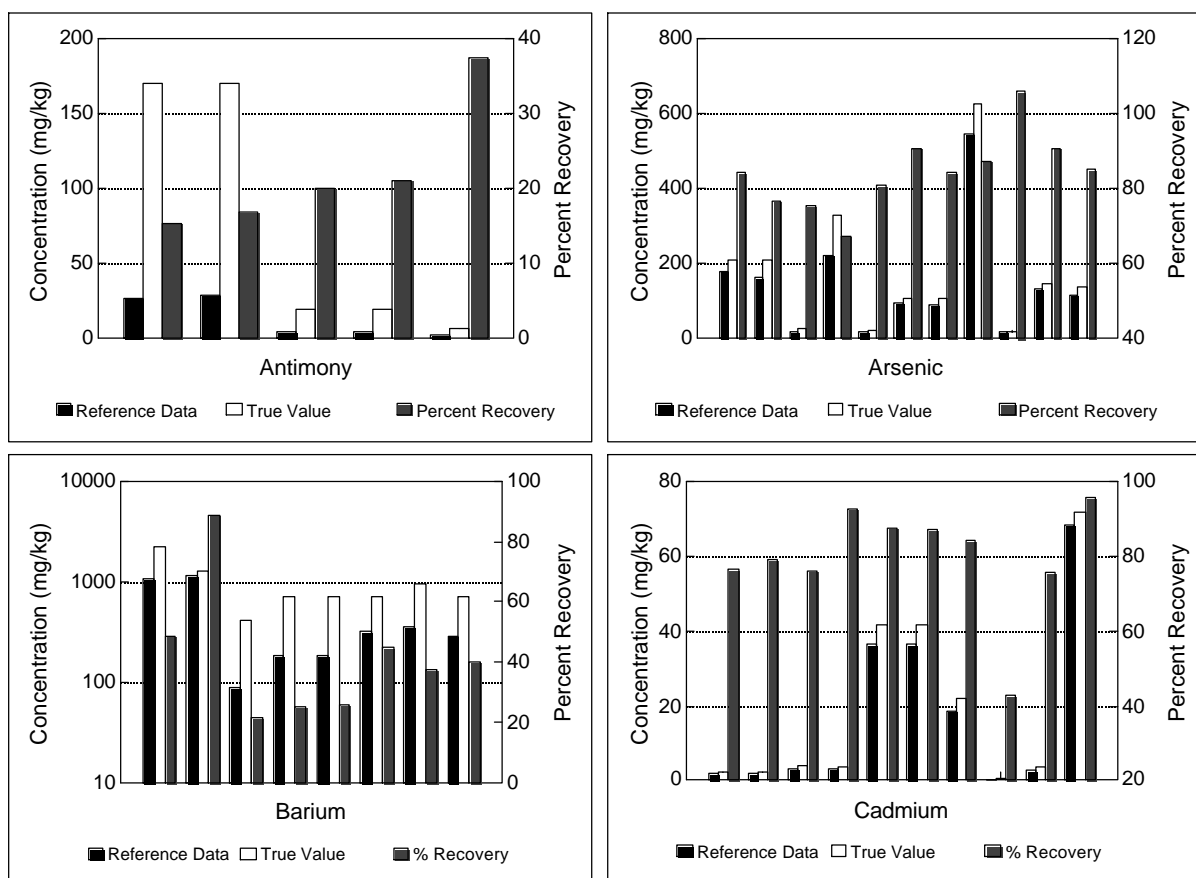 200
150
100
50
0
Concentration (mg/kg)
40
30
20
10
0
Percent Recovery
Antimony
Reference Data True Value Percent Recovery
800
600
400
200
0
Concentration (mg/kg)
120
100
80
60
40
Percent Recovery
Arsenic
Reference Data True Value Percent Recovery
10000
1000
100
10
Concentration (mg/kg)
100
80
60
40
20
0
Percent Recovery
Barium
Reference Data True Value % Recovery
80
60
40
20
0
Concentration (mg/kg)
100
80
60
40
20
Percent Recovery
Cadmium
Reference Data True Value % Recovery